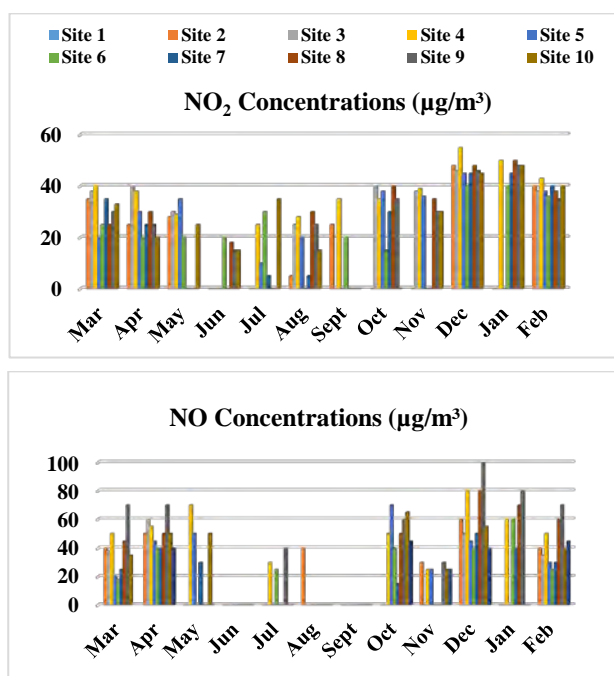 Site 1 Site 2 Site 3 Site 4 Site 5
Site 6 Site 7 Site 8 Site 9 Site 10
NO₂ Concentrations (µg/m³)
60
40
20
0
Mar Apr May Jun Jul Aug Sept Oct Nov Dec Jan Feb
NO Concentrations (µg/m³)
100
80
60
40
20
0
Mar Apr May Jun Jul Aug Sept Oct Nov Dec Jan Feb